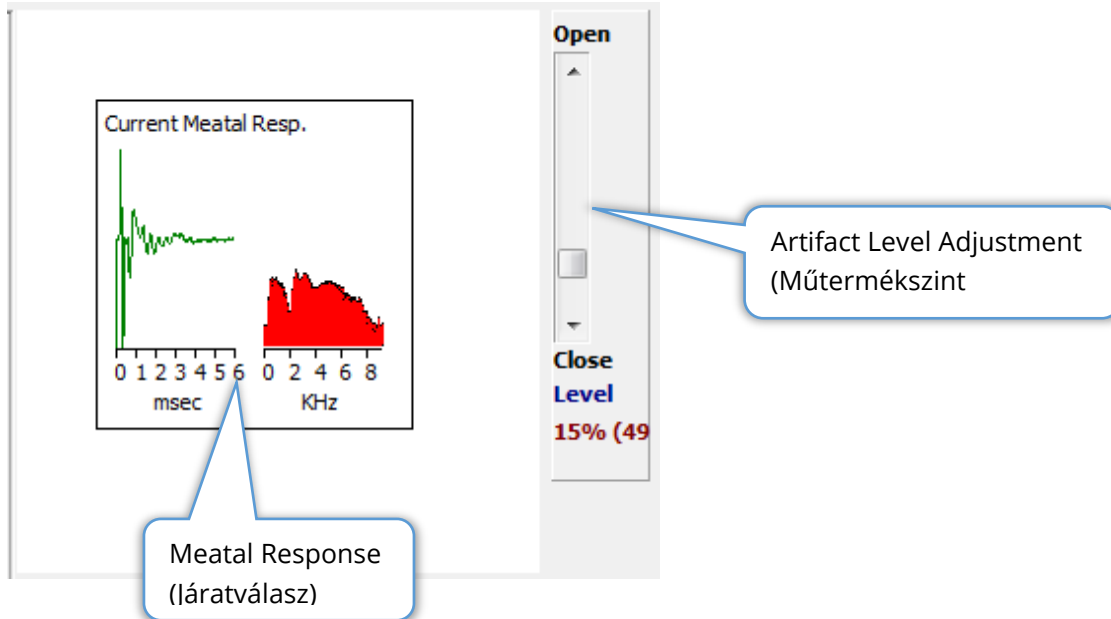 Open
Current Meatal Resp.
0 1 2 3 4 5 6
msec
0 2 4 6 8
KHz
Close
Level
15% (49
Artifact Level Adjustment
(Műtermékszint
Meatal Response
(Járatválasz)